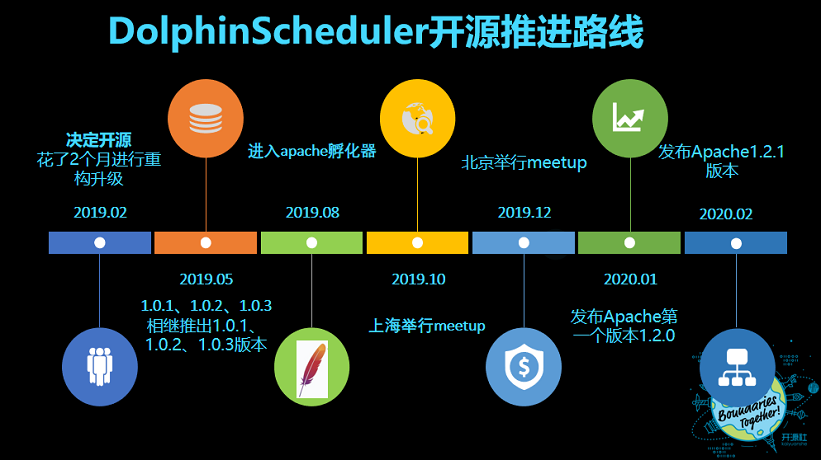 DolphinScheduler开源推进路线
决定开源
花了2个月进行重
构升级
2019.02
2019.05
1.0.1、1.0.2、1.0.3
相继推出1.0.1、
1.0.2、1.0.3版本
进入apache孵化器
2019.08
2019.10
上海举行meetup
北京举行meetup
2019.12
2020.01
发布Apache第
一个版本1.2.0
发布Apache1.2.1
版本
2020.02
$
Boundaries
Together!
开源社